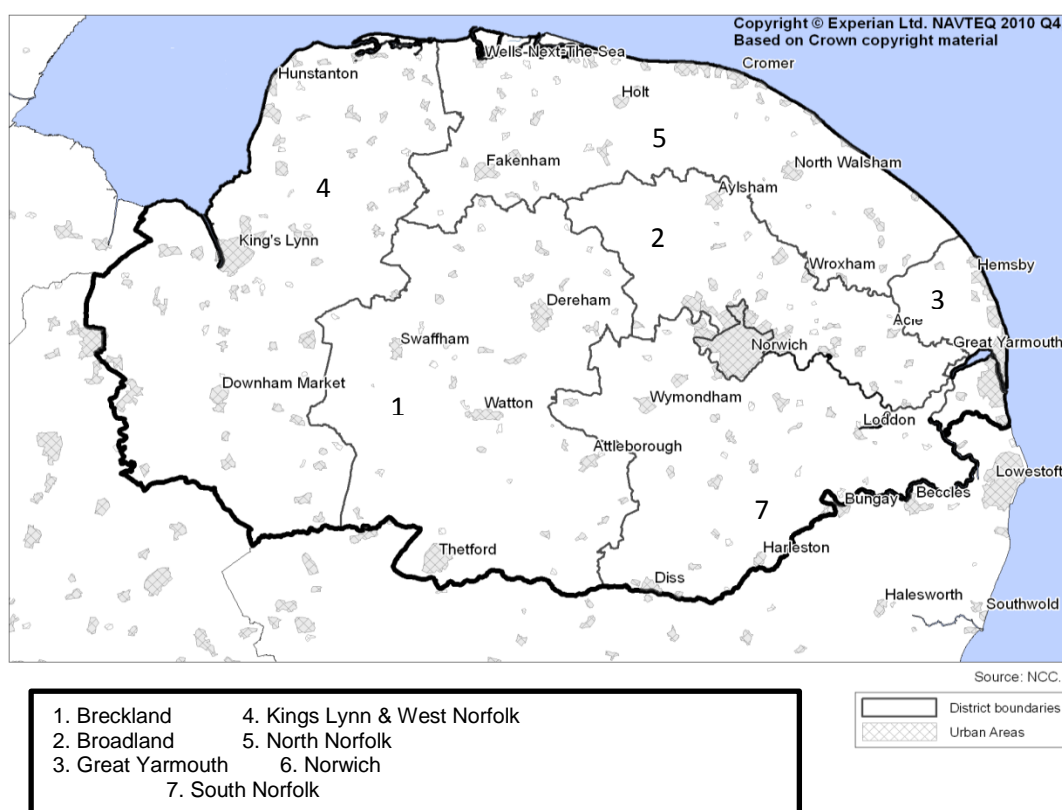 Copyright © Experian Ltd. NAVTEQ 2010 Q4
Based on Crown copyright material
Wells-Next-The-Sea
Cromer
Hunstanton
Holt
5
Fakenham
North Walsham
4
Aylsham
King's Lynn
2
Wroxham
Hemsby
Dereham
3
Acle
Swaffham
Norwich
Great Yarmouth
Downham Market
1
Watton
Wymondham
Loddon
Attleborough
Lowestoft
Bungay
Beccles
7
Thetford
Harleston
Diss
Halesworth
Southwold
Source: NCC.
District boundaries
Urban Areas
1. Breckland 4. Kings Lynn & West Norfolk
2. Broadland 5. North Norfolk
3. Great Yarmouth 6. Norwich
7. South Norfolk